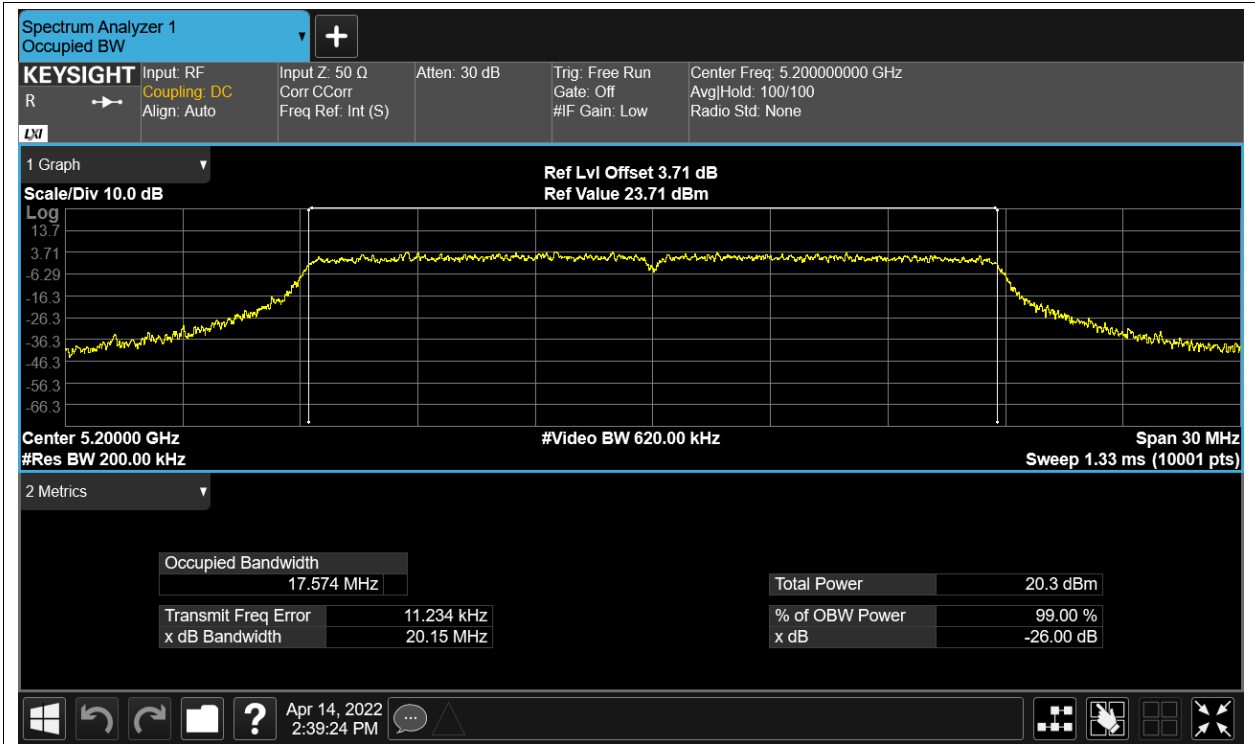 Spectrum Analyzer 1
Occupied BW
KEYSIGHT Input: RF Input Z: 50 Ω Atten: 30 dB Trig: Free Run Center Freq: 5.200000000 GHz
R Coupling: DC Corr CCorr Gate: Off Avg|Hold: 100/100
Align: Auto Freq Ref: Int (S) #IF Gain: Low Radio Std: None
LXI
1 Graph
Ref Lvl Offset 3.71 dB
Scale/Div 10.0 dB Ref Value 23.71 dBm
Log
13.7
3.71
-6.29
-16.3
-26.3
-36.3
-46.3
-56.3
-66.3
Center 5.20000 GHz #Video BW 620.00 kHz Span 30 MHz
#Res BW 200.00 kHz Sweep 1.33 ms (10001 pts)
2 Metrics
Occupied Bandwidth
17.574 MHz Total Power 20.3 dBm
Transmit Freq Error 11.234 kHz % of OBW Power 99.00 %
x dB Bandwidth 20.15 MHz x dB -26.00 dB
? Apr 14, 2022
2:39:24 PM